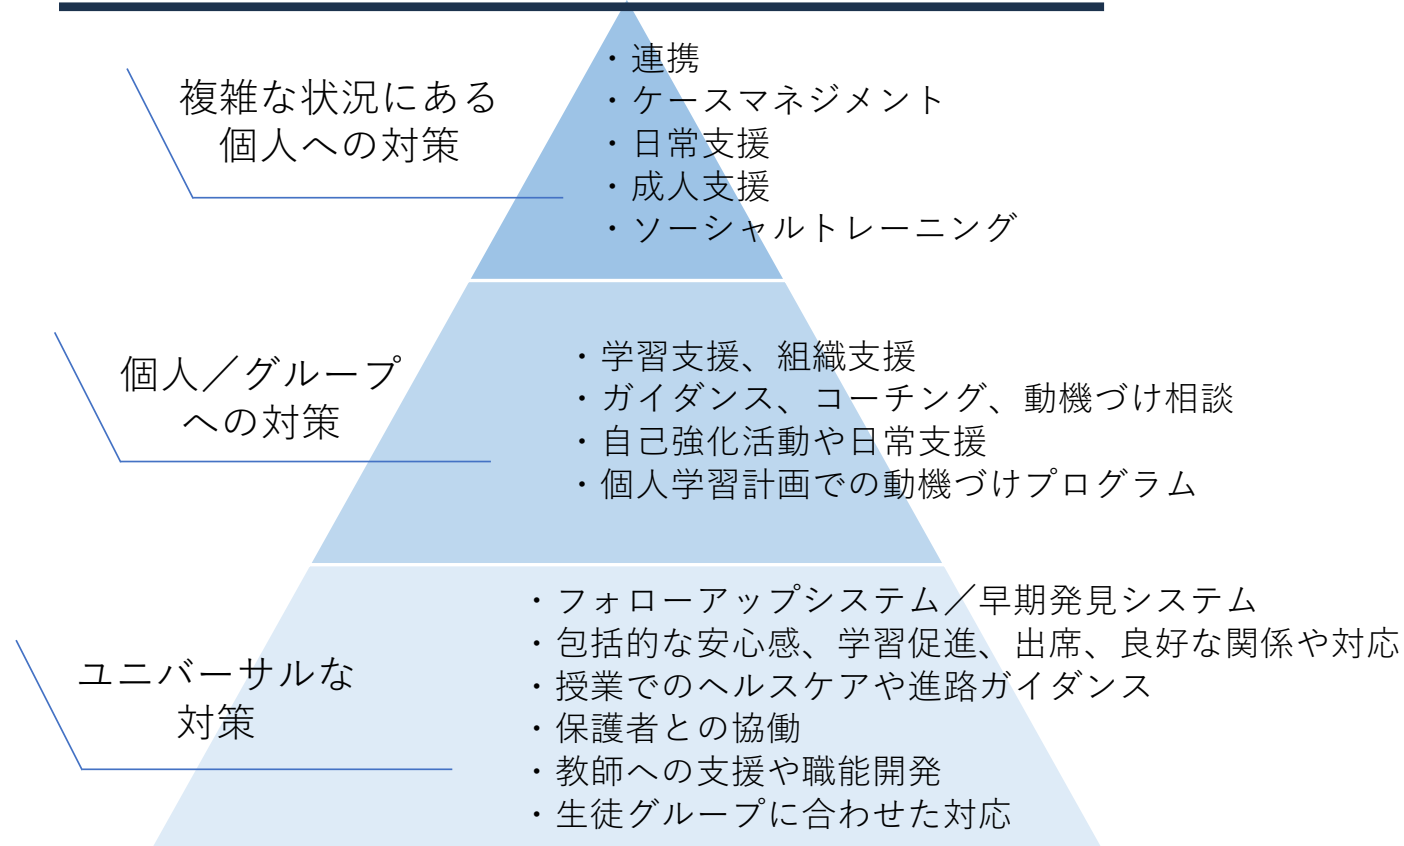 複雑な状況にある
個人への対策
・連携
・ケースマネジメント
・日常支援
・成人支援
・ソーシャルトレーニング
個人／グループ
への対策
・学習支援、組織支援
・ガイダンス、コーチング、動機づけ相談
・自己強化活動や日常支援
・個人学習計画での動機づけプログラム
ユニバーサルな
対策
・フォローアップシステム／早期発見システム
・包括的な安心感、学習促進、出席、良好な関係や対応
・授業でのヘルスケアや進路ガイダンス
・保護者との協働
・教師への支援や職能開発
・生徒グループに合わせた対応